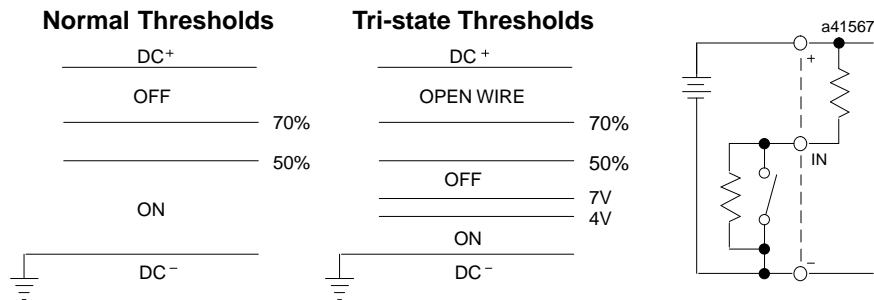 Normal Thresholds
DC+
OFF
70%
50%
ON
DC−
Tri-state Thresholds
DC +
OPEN WIRE
70%
50%
OFF
7V
4V
ON
DC−
a41567
+
IN
−